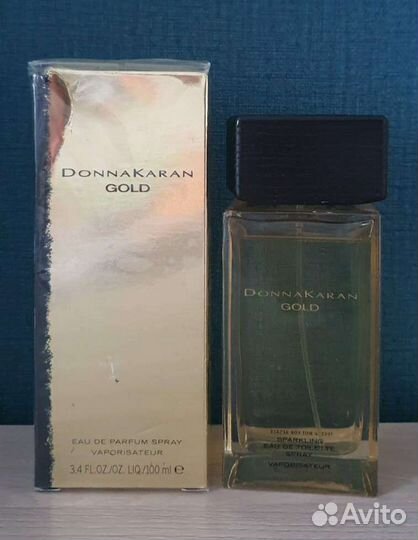 DONNAKARAN
GOLD
EAU DE PARFUM SPRAY
VAPORISATEUR
3.4 FL.OZ./OZ. LIQ./100 ml e
DONNAKARAN
GOLD
SPARKLING
EAU DE TOILETTE
SPRAY
VAPORISATEUR
Avito